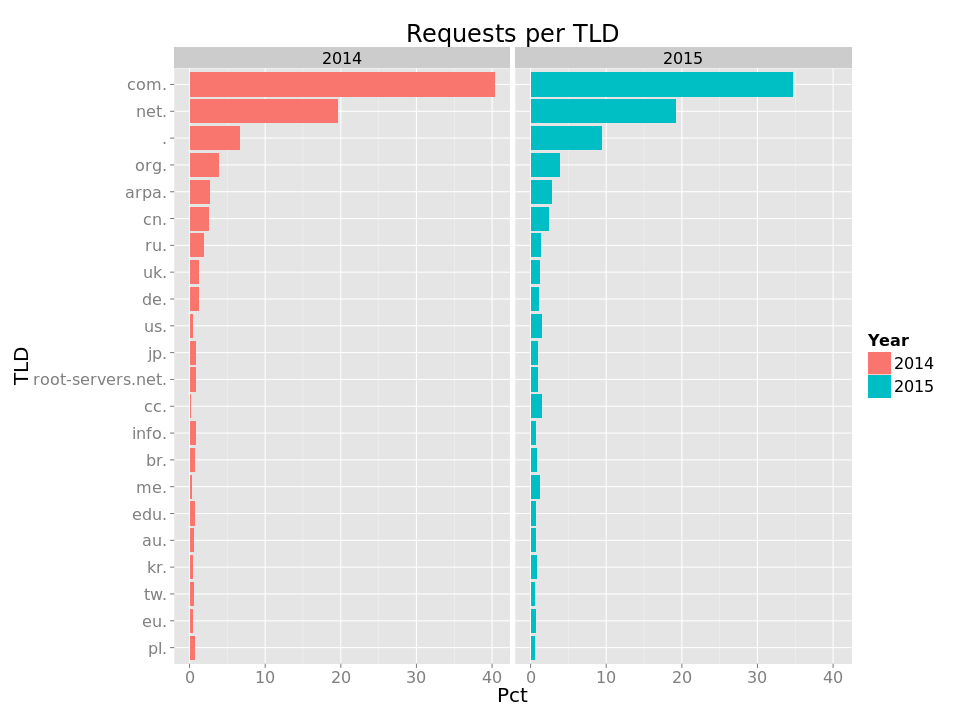 Requests per TLD
2014 2015
com.
net.
.
org.
arpa.
cn.
ru.
uk.
de.
us.
jp.
root-servers.net.
cc.
info.
br.
me.
edu.
au.
kr.
tw.
eu.
pl.
TLD
0 10 20 30 40 0 10 20 30 40
Pct
Year
2014
2015